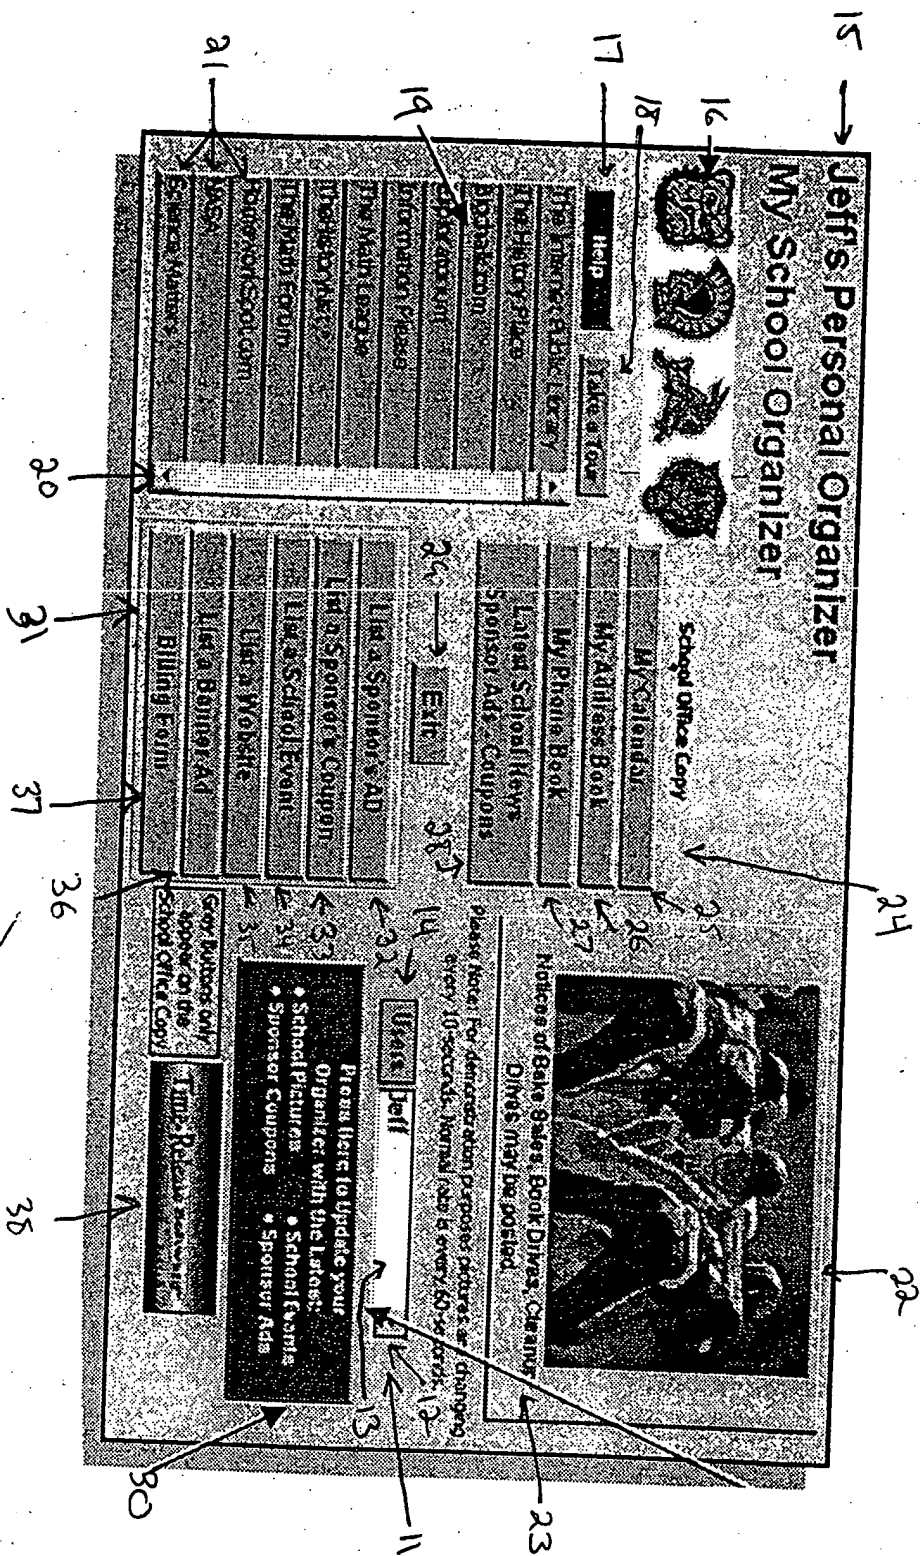 15
Jeff's Personal Organizer
My School Organizer
16
17
18
Help
Take a Tour
19
The Internet Public Library
The History Place
Bigchalk.com
Information Please
The Math League
The History Net
The Math Forum
HomeworkSpot.com
NASA
Science Matters
21
20
School Office Copy
24
My Calendar
25
My Address Book
26
My Phone Book
27
Latest School News
Sponsor Ads - Coupons
28
Exit
List a Sponsor's Ad
32
List a Sponsor's Coupon
33
List a School Event
34
List a Website
35
List a Banner Ad
36
Billing Form
37
31
22
Notices of Bake Sales, Book Drives, Cleanup
Drives may be posted
23
Please Note: For demonstration purposes pictures are changing
every 10-seconds. Normal rate is every 60-seconds.
14
Users
Jeff
12
11
13
Press Here to Update your
Organizer with the Latest:
School Pictures
School Events
Sponsor Coupons
Sponsor Ads
30
Gray Buttons only
Appear on the
School Office Copy
38